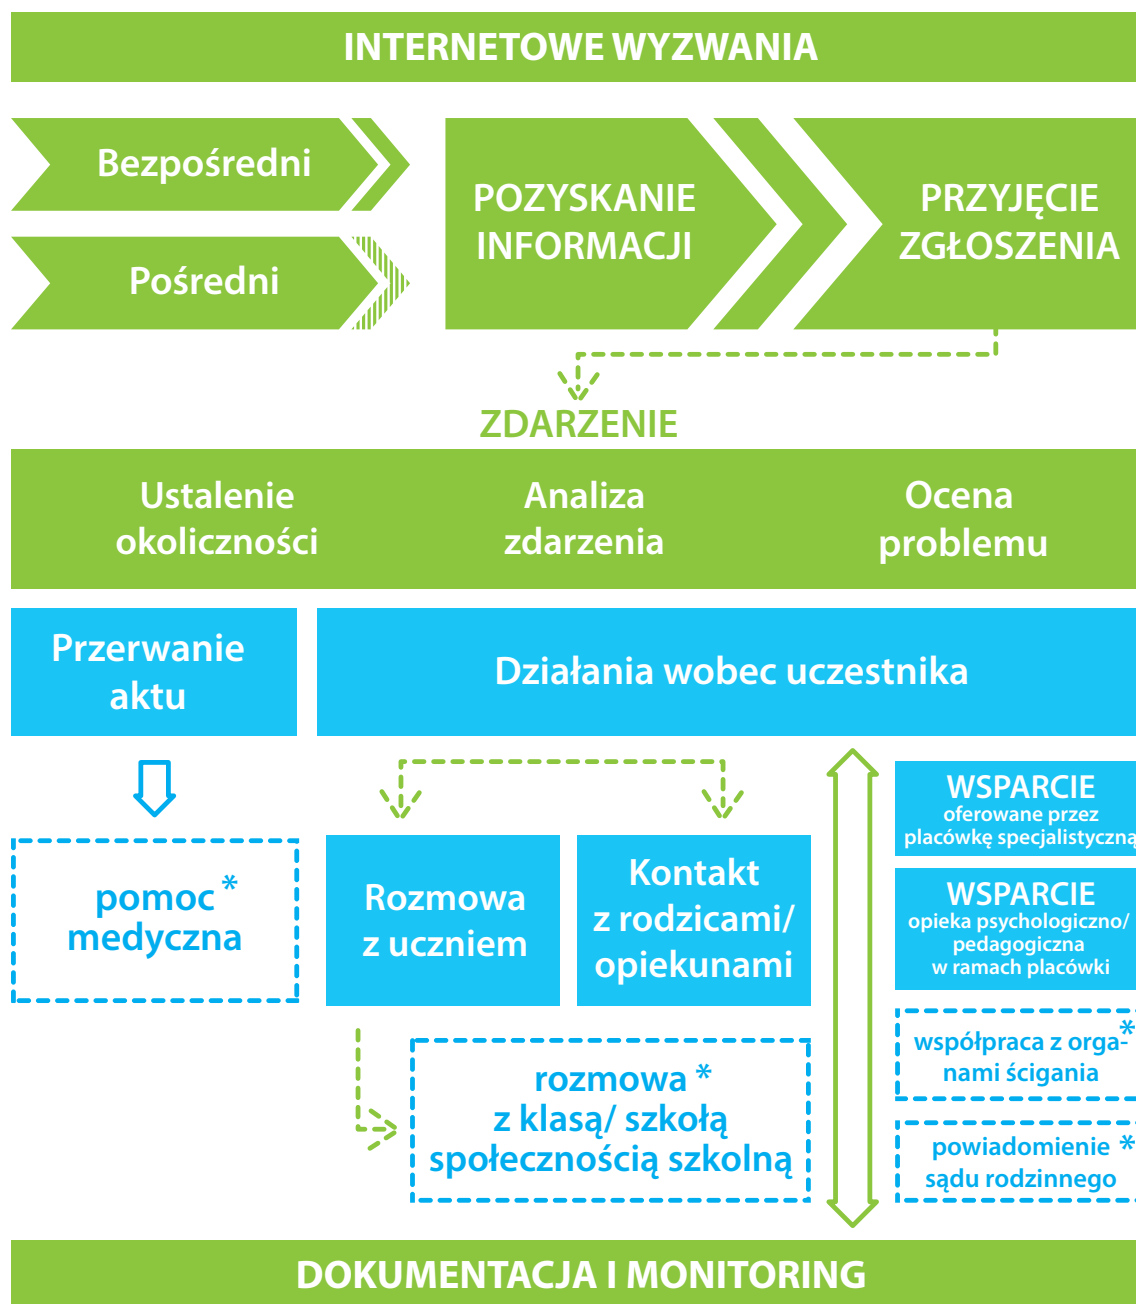 INTERNETOWE WYZWANIA
Bezpośredni
Pośredni
POZYSKANIE
INFORMACJI
PRZYJĘCIE
ZGŁOSZENIA
ZDARZENIE
Ustalenie
okoliczności
Analiza
zdarzenia
Ocena
problemu
Przerwanie
aktu
Działania wobec uczestnika
pomoc *
medyczna
Rozmowa
z uczniem
Kontakt
z rodzicami/
opiekunami
rozmowa *
z klasą/ szkołą
społecznością szkolną
WSPARCIE
oferowane przez
placówkę specjalistyczną
WSPARCIE
opieka psychologiczno/
pedagogiczna
w ramach placówki
współpraca z orga-*
nami ścigania
powiadomienie *
sądu rodzinnego
DOKUMENTACJA I MONITORING